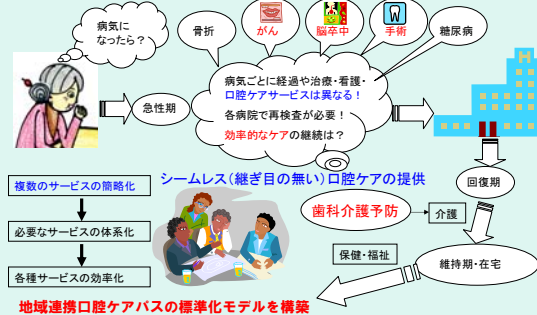 病気に
なったら？
骨折
がん
脳卒中
手術
糖尿病
急性期
病気ごとに経過や治療・看護・
口腔ケアサービスは異なる！
各病院で再検査が必要！
効率的なケアの継続は？
H
回復期
シームレス（継ぎ目の無い）口腔ケアの提供
複数のサービスの簡略化
必要なサービスの体系化
各種サービスの効率化
歯科介護予防
介護
保健・福祉
維持期・在宅
地域連携口腔ケアパスの標準化モデルを構築